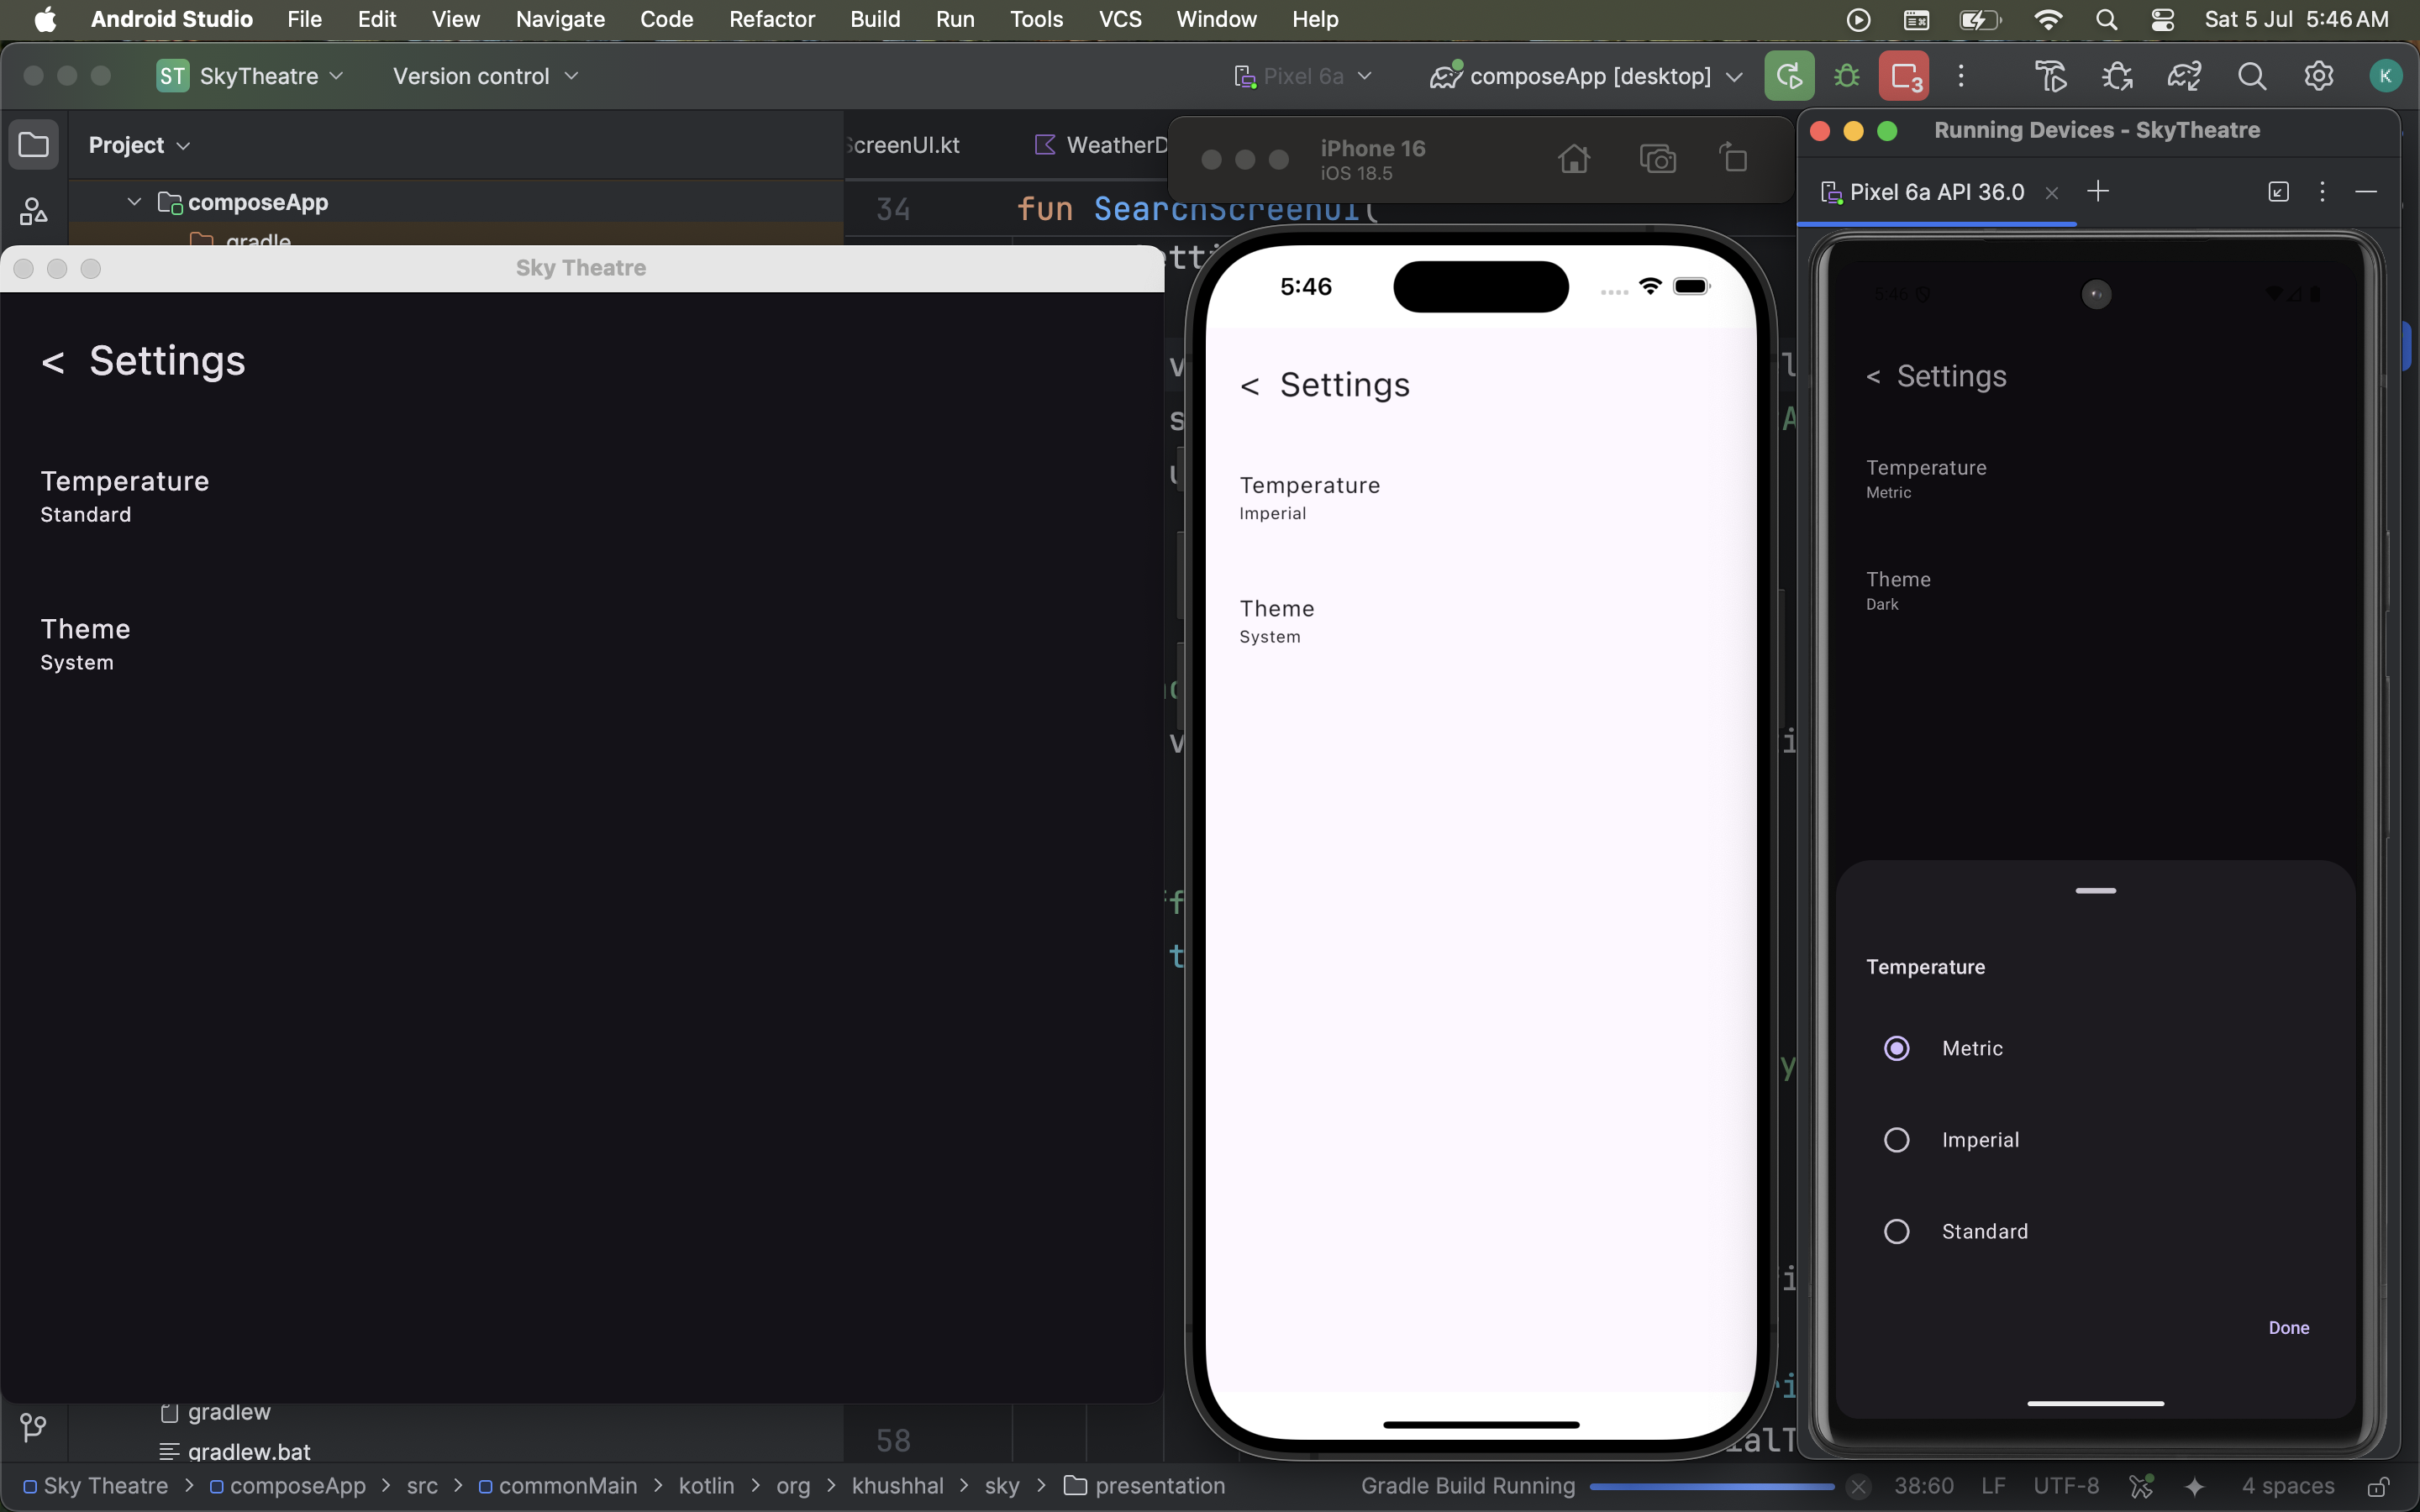 Android Studio File Edit View Navigate Code Refactor Build Run Tools VCS Window Help Sat 5 Jul 5:46 AM
ST SkyTheatre Version control Pixel 6a composeApp [desktop] 3 K
Project
composeApp
gradle
ScreenUI.kt
34 fun SearchScreenUI(
iPhone 16
iOS 18.5
Running Devices - SkyTheatre
Pixel 6a API 36.0
Sky Theatre
< Settings
Temperature
Standard
Theme
System
5:46
< Settings
Temperature
Imperial
Theme
System
5:46
< Settings
Temperature
Metric
Theme
Dark
Temperature
Metric
Imperial
Standard
Done
gradlew
gradlew.bat
58
Sky Theatre > composeApp > src > commonMain > kotlin > org > khushhal > sky > presentation Gradle Build Running 38:60 LF UTF-8 4 spaces